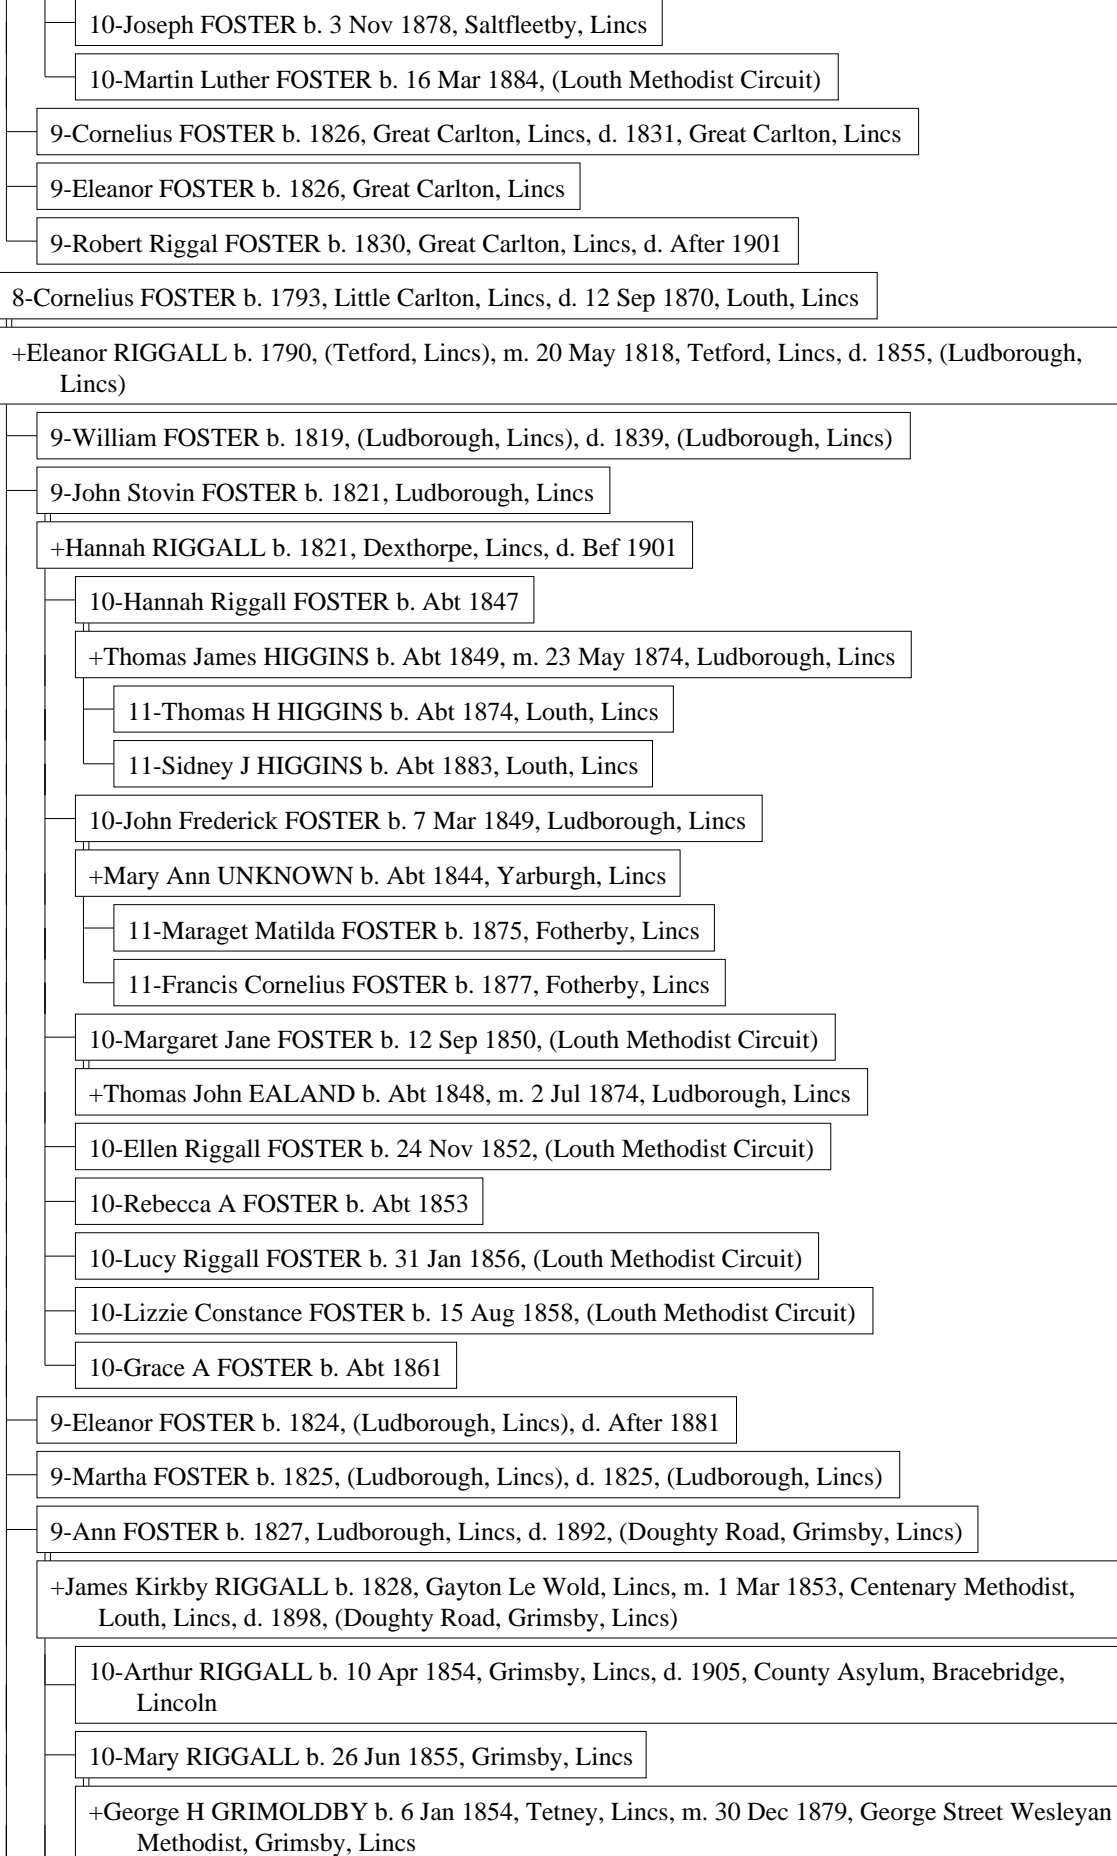 10-Joseph FOSTER b. 3 Nov 1878, Saltfleetby, Lincs
10-Martin Luther FOSTER b. 16 Mar 1884, (Louth Methodist Circuit)
9-Cornelius FOSTER b. 1826, Great Carlton, Lincs, d. 1831, Great Carlton, Lincs
9-Eleanor FOSTER b. 1826, Great Carlton, Lincs
9-Robert Riggal FOSTER b. 1830, Great Carlton, Lincs, d. After 1901
8-Cornelius FOSTER b. 1793, Little Carlton, Lincs, d. 12 Sep 1870, Louth, Lincs
+Eleanor RIGGALL b. 1790, (Tetford, Lincs), m. 20 May 1818, Tetford, Lincs, d. 1855, (Ludborough,
Lincs)
9-William FOSTER b. 1819, (Ludborough, Lincs), d. 1839, (Ludborough, Lincs)
9-John Stovin FOSTER b. 1821, Ludborough, Lincs
+Hannah RIGGALL b. 1821, Dexthorpe, Lincs, d. Bef 1901
10-Hannah Riggall FOSTER b. Abt 1847
+Thomas James HIGGINS b. Abt 1849, m. 23 May 1874, Ludborough, Lincs
11-Thomas H HIGGINS b. Abt 1874, Louth, Lincs
11-Sidney J HIGGINS b. Abt 1883, Louth, Lincs
10-John Frederick FOSTER b. 7 Mar 1849, Ludborough, Lincs
+Mary Ann UNKNOWN b. Abt 1844, Yarburgh, Lincs
11-Maraget Matilda FOSTER b. 1875, Fotherby, Lincs
11-Francis Cornelius FOSTER b. 1877, Fotherby, Lincs
10-Margaret Jane FOSTER b. 12 Sep 1850, (Louth Methodist Circuit)
+Thomas John EALAND b. Abt 1848, m. 2 Jul 1874, Ludborough, Lincs
10-Ellen Riggall FOSTER b. 24 Nov 1852, (Louth Methodist Circuit)
10-Rebecca A FOSTER b. Abt 1853
10-Lucy Riggall FOSTER b. 31 Jan 1856, (Louth Methodist Circuit)
10-Lizzie Constance FOSTER b. 15 Aug 1858, (Louth Methodist Circuit)
10-Grace A FOSTER b. Abt 1861
9-Eleanor FOSTER b. 1824, (Ludborough, Lincs), d. After 1881
9-Martha FOSTER b. 1825, (Ludborough, Lincs), d. 1825, (Ludborough, Lincs)
9-Ann FOSTER b. 1827, Ludborough, Lincs, d. 1892, (Doughty Road, Grimsby, Lincs)
+James Kirkby RIGGALL b. 1828, Gayton Le Wold, Lincs, m. 1 Mar 1853, Centenary Methodist,
Louth, Lincs, d. 1898, (Doughty Road, Grimsby, Lincs)
10-Arthur RIGGALL b. 10 Apr 1854, Grimsby, Lincs, d. 1905, County Asylum, Bracebridge,
Lincoln
10-Mary RIGGALL b. 26 Jun 1855, Grimsby, Lincs
+George H GRIMOLDBY b. 6 Jan 1854, Tetney, Lincs, m. 30 Dec 1879, George Street Wesleyan
Methodist, Grimsby, Lincs